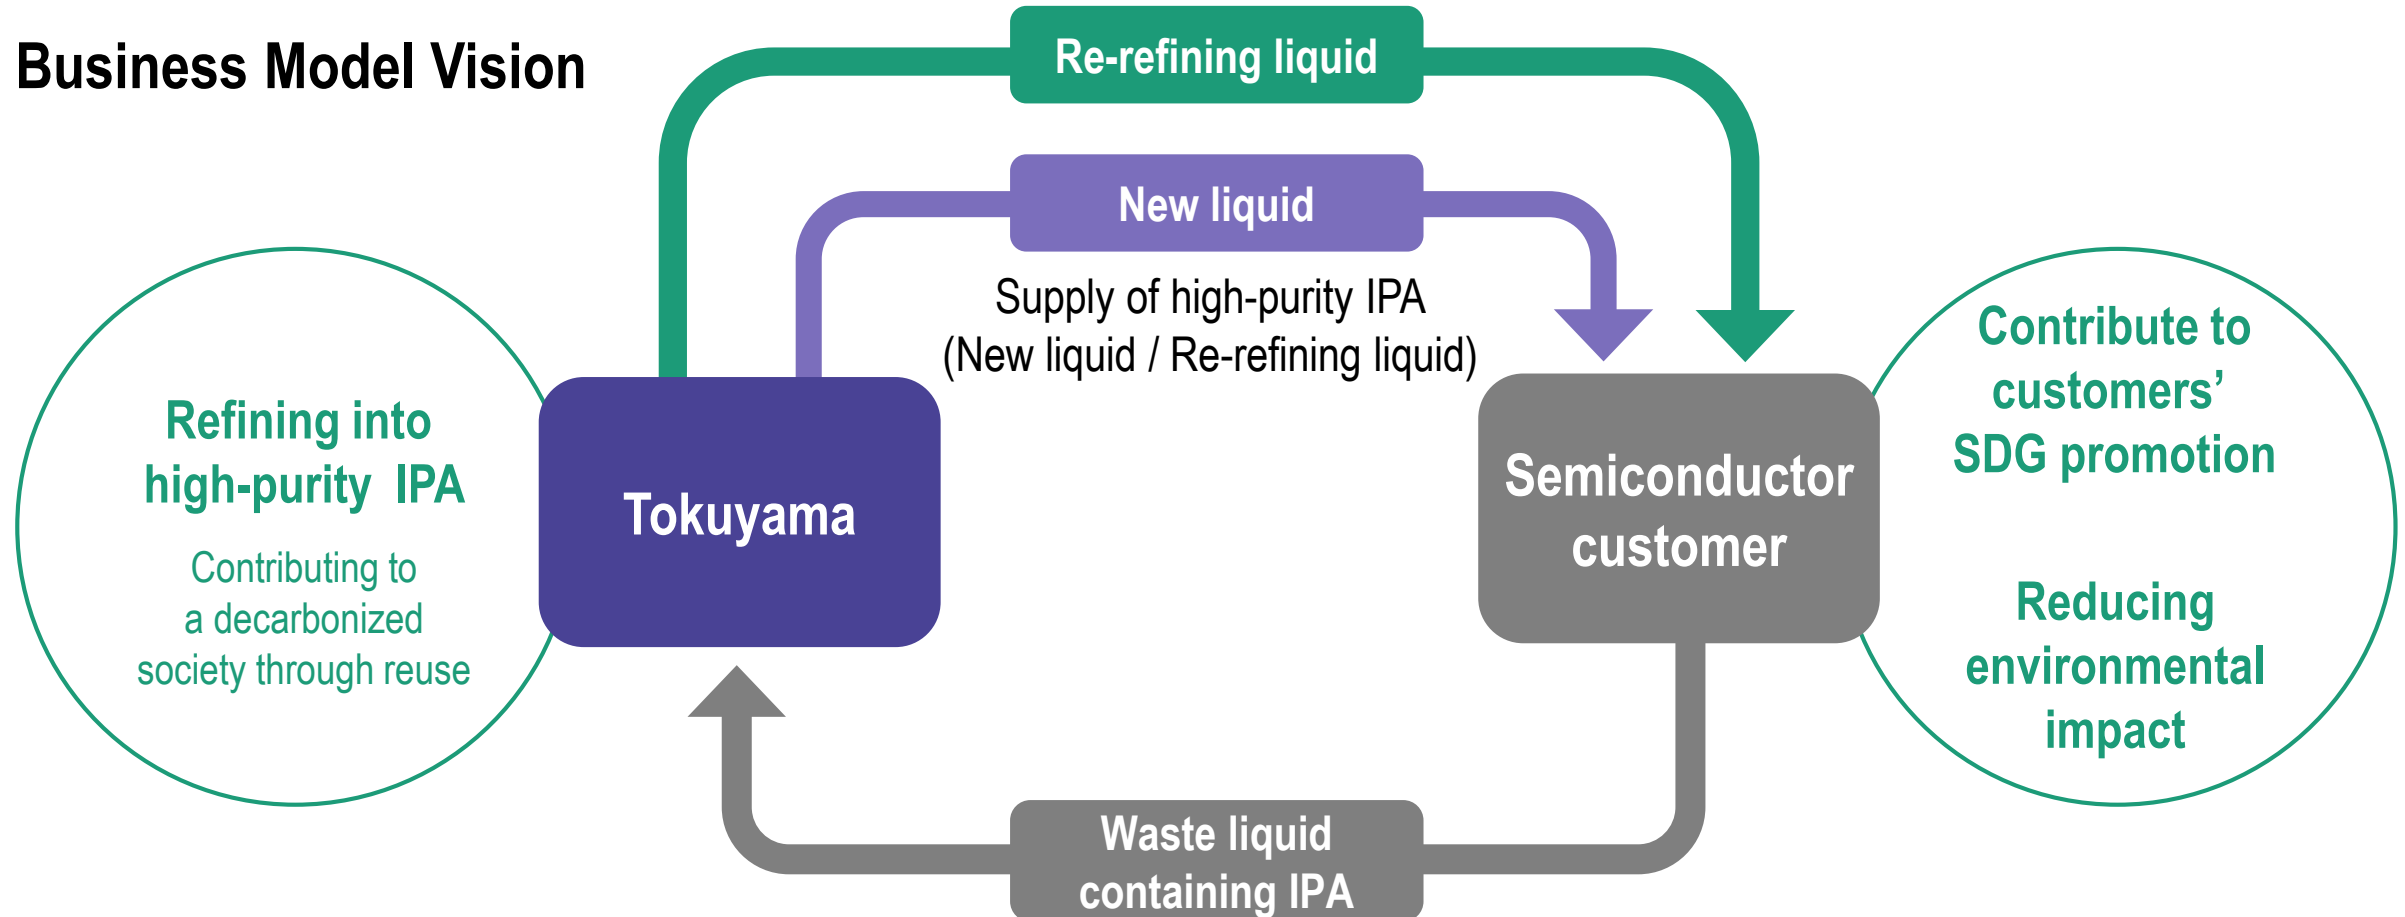 Business Model Vision
Re-refining liquid
New liquid
Supply of high-purity IPA
(New liquid / Re-refining liquid)
Refining into
high-purity IPA
Contributing to
a decarbonized
society through reuse
Tokuyama
Semiconductor
customer
Contribute to
customers’
SDG promotion
Reducing
environmental
impact
Waste liquid
containing IPA